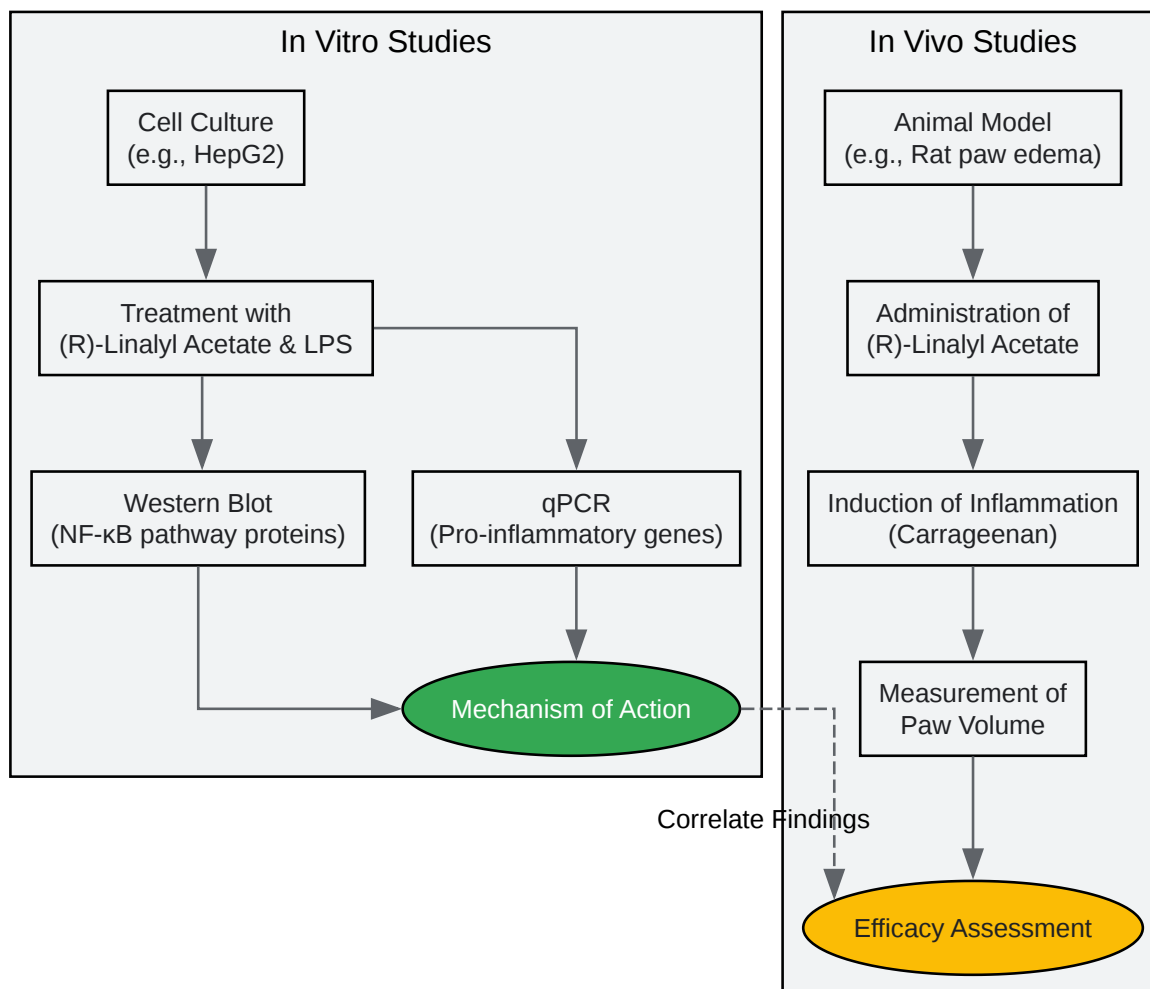 In Vitro Studies
Cell Culture
(e.g., HepG2)
Treatment with
(R)-Linalyl Acetate & LPS
Western Blot
(NF-κB pathway proteins)
qPCR
(Pro-inflammatory genes)
Mechanism of Action
Correlate Findings
In Vivo Studies
Animal Model
(e.g., Rat paw edema)
Administration of
(R)-Linalyl Acetate
Induction of Inflammation
(Carrageenan)
Measurement of
Paw Volume
Efficacy Assessment